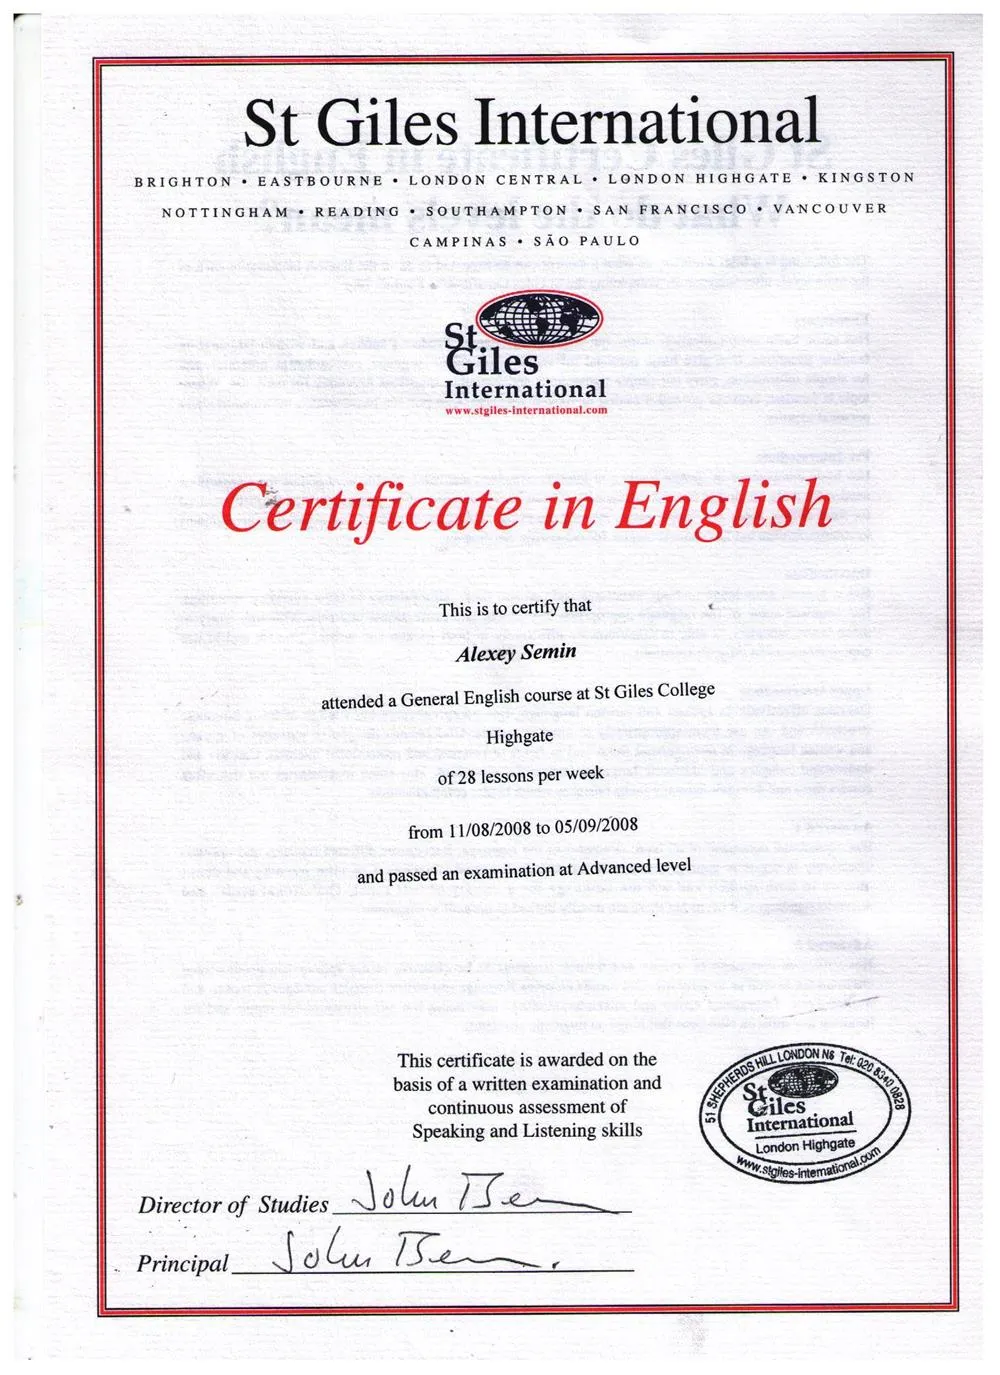 St Giles International
BRIGHTON • EASTBOURNE • LONDON CENTRAL • LONDON HIGHGATE • KINGSTON
NOTTINGHAM • READING • SOUTHAMPTON • SAN FRANCISCO • VANCOUVER
CAMPINAS • SÃO PAULO
St
Giles
International
www.stgiles-international.com
Certificate in English
This is to certify that
Alexey Semin
attended a General English course at St Giles College
Highgate
of 28 lessons per week
from 11/08/2008 to 05/09/2008
and passed an examination at Advanced level
This certificate is awarded on the
basis of a written examination and
continuous assessment of
Speaking and Listening skills
51 SHEPHERDS HILL LONDON N6 Tel: 020 8340 0828
St
Giles
International
London Highgate
www.stgiles-international.com
Director of Studies John
Principal John